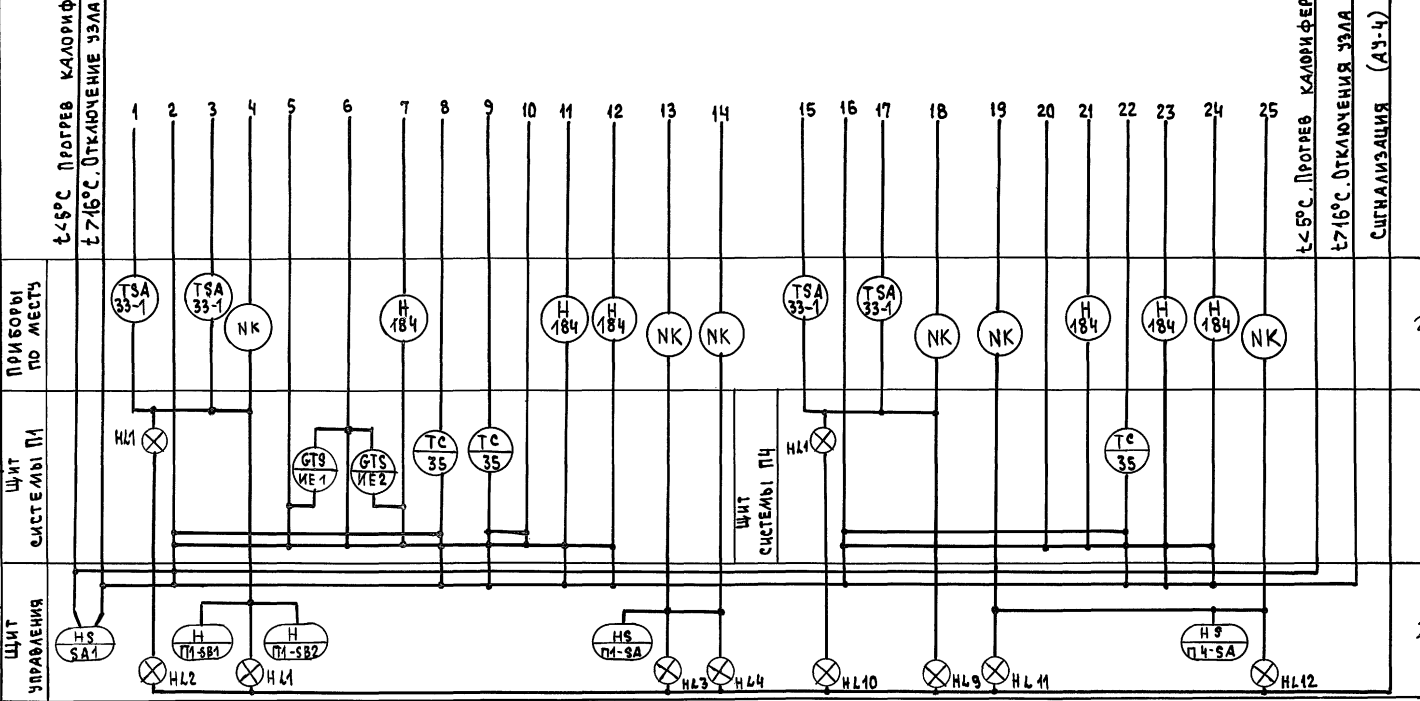 t<5°C ПРОГРЕВ КАЛОРИФ
t>16°C. ОТКЛЮЧЕНИЕ УЗЛА
1 2 3 4 5 6 7 8 9 10 11 12 13 14 15 16 17 18 19 20 21 22 23 24 25
t<5°C. ПРОГРЕВ КАЛОРИФЕР
t>16°C. ОТКЛЮЧЕНИЯ УЗЛА
СИГНАЛИЗАЦИЯ (АУ-4)
ПРИБОРЫ
ПО МЕСТУ
TSA
33-1
TSA
33-1
NK
H
184
H
184
H
184
NK
NK
TSA
33-1
TSA
33-1
NK
NK
H
184
H
184
H
184
NK
ЩИТ
СИСТЕМЫ П1
HL1
GTS
ИЕ1
GTS
ИЕ2
TC
35
TC
35
ЩИТ
СИСТЕМЫ П4
HL1
TC
35
ЩИТ
УПРАВЛЕНИЯ
HS
SA1
H
П1-SB1
H
П1-SB2
HS
П1-SA
HS
П4-SA
HL2
HL1
HL3
HL4
HL10
HL9
HL11
HL12